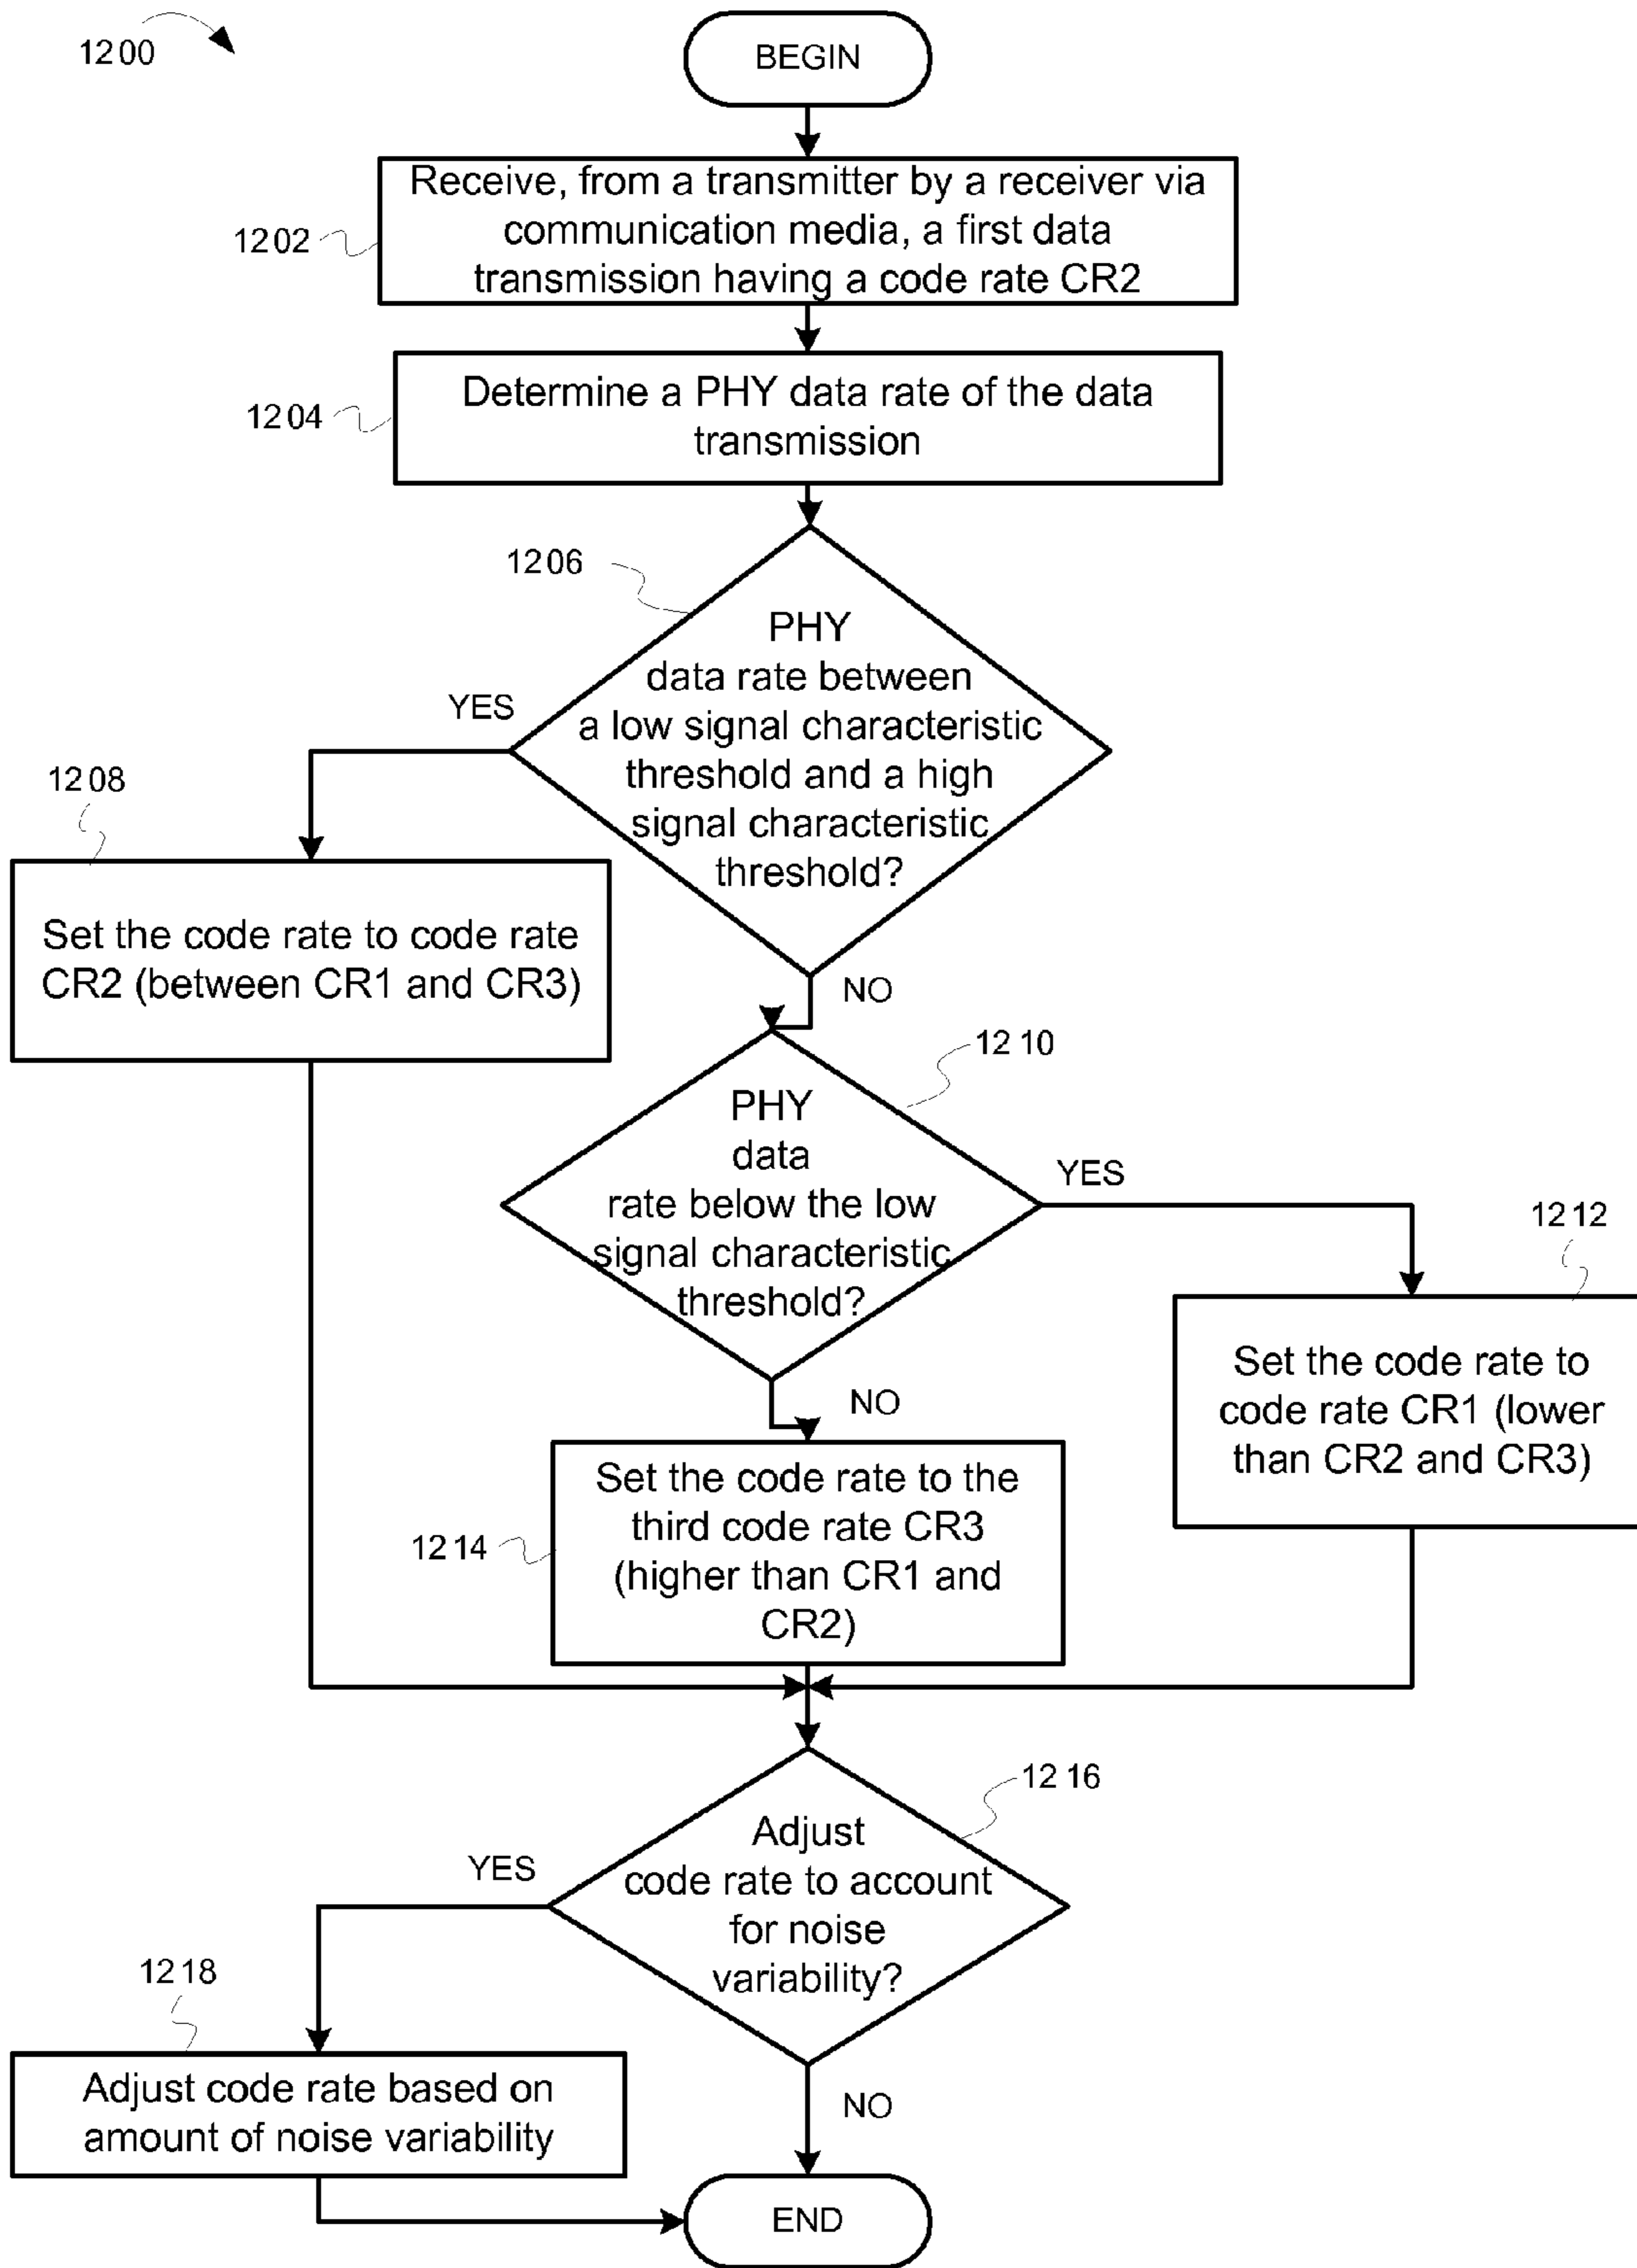 1200
BEGIN
Receive, from a transmitter by a receiver via
communication media, a first data
transmission having a code rate CR2
1202
Determine a PHY data rate of the data
transmission
1204
1206
PHY
data rate between
a low signal characteristic
threshold and a high
signal characteristic
threshold?
YES
1208
Set the code rate to code rate
CR2 (between CR1 and CR3)
NO
1210
PHY
data
rate below the low
signal characteristic
threshold?
YES
1212
Set the code rate to
code rate CR1 (lower
than CR2 and CR3)
NO
Set the code rate to the
third code rate CR3
(higher than CR1 and
CR2)
1214
1216
Adjust
code rate to account
for noise
variability?
YES
1218
Adjust code rate based on
amount of noise variability
NO
END